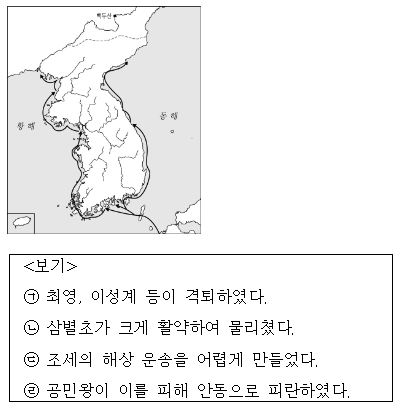 백두산
동 해
황 해
<보기>
㉠ 최영, 이성계 등이 격퇴하였다.
㉡ 삼별초가 크게 활약하여 물리쳤다.
㉢ 조세의 해상 운송을 어렵게 만들었다.
㉣ 공민왕이 이를 피해 안동으로 피란하였다.